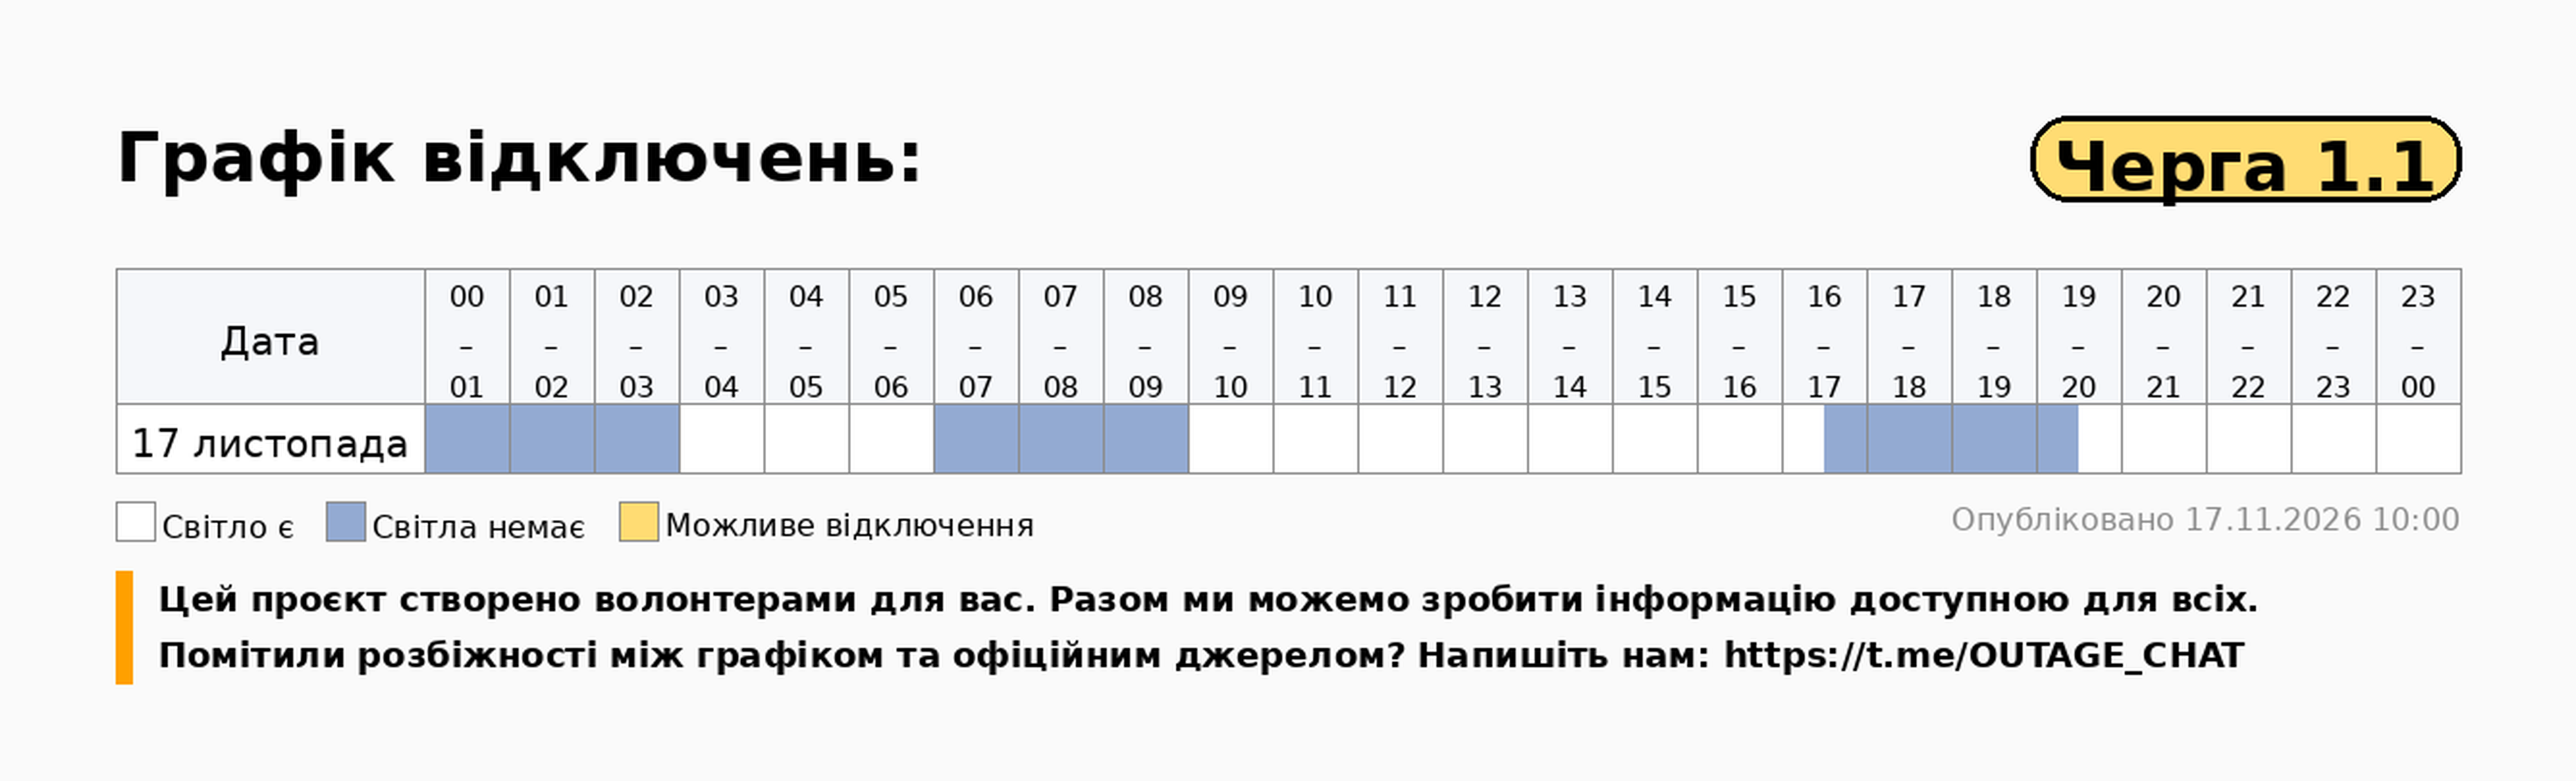 Графік відключень:
Черга 1.1
Дата
00 – 01
01 – 02
02 – 03
03 – 04
04 – 05
05 – 06
06 – 07
07 – 08
08 – 09
09 – 10
10 – 11
11 – 12
12 – 13
13 – 14
14 – 15
15 – 16
16 – 17
17 – 18
18 – 19
19 – 20
20 – 21
21 – 22
22 – 23
23 – 00
17 листопада
Світло є
Світла немає
Можливе відключення
Опубліковано 17.11.2026 10:00
Цей проєкт створено волонтерами для вас. Разом ми можемо зробити інформацію доступною для всіх.
Помітили розбіжності між графіком та офіційним джерелом? Напишіть нам: https://t.me/OUTAGE_CHAT